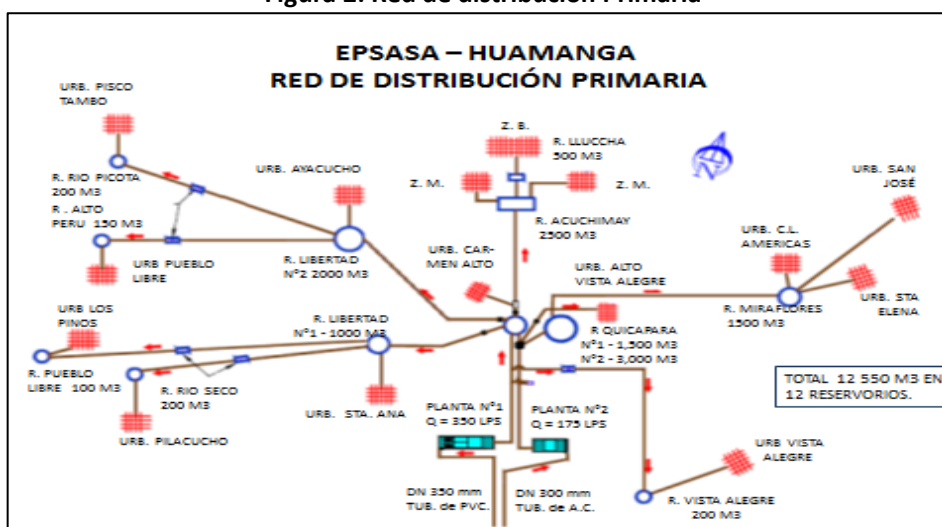 Figura 2: Red de distribución Primaria
EPSASA – HUAMANGA
RED DE DISTRIBUCIÓN PRIMARIA
URB. PISCO
TAMBO
R. RIO PICOTA
200 M3
R . ALTO
PERU 150 M3
URB PUEBLO
LIBRE
URB. AYACUCHO
R. LIBERTAD
N°2 2000 M3
Z. B.
R. LLUCCHA
500 M3
Z. M.
Z. M.
R. ACUCHIMAY
2500 M3
URB. CAR-
MEN ALTO
URB. ALTO
VISTA ALEGRE
URB. SAN
JOSÉ
URB. C.L.
AMERICAS
R. MIRAFLORES
1500 M3
URB. STA
ELENA
URB LOS
PINOS
R. LIBERTAD
N°1 - 1000 M3
R QUICAPARA
N°1 - 1,500 M3
N°2 - 3,000 M3
R. PUEBLO
LIBRE 100 M3
R. RIO SECO
200 M3
URB. PILACUCHO
URB. STA. ANA
TOTAL 12 550 M3 EN
12 RESERVORIOS.
PLANTA N°1
Q = 350 LPS
PLANTA N°2
Q = 175 LPS
URB VISTA
ALEGRE
DN 350 mm
TUB. de PVC.
DN 300 mm
TUB. de A.C.
R. VISTA ALEGRE
200 M3